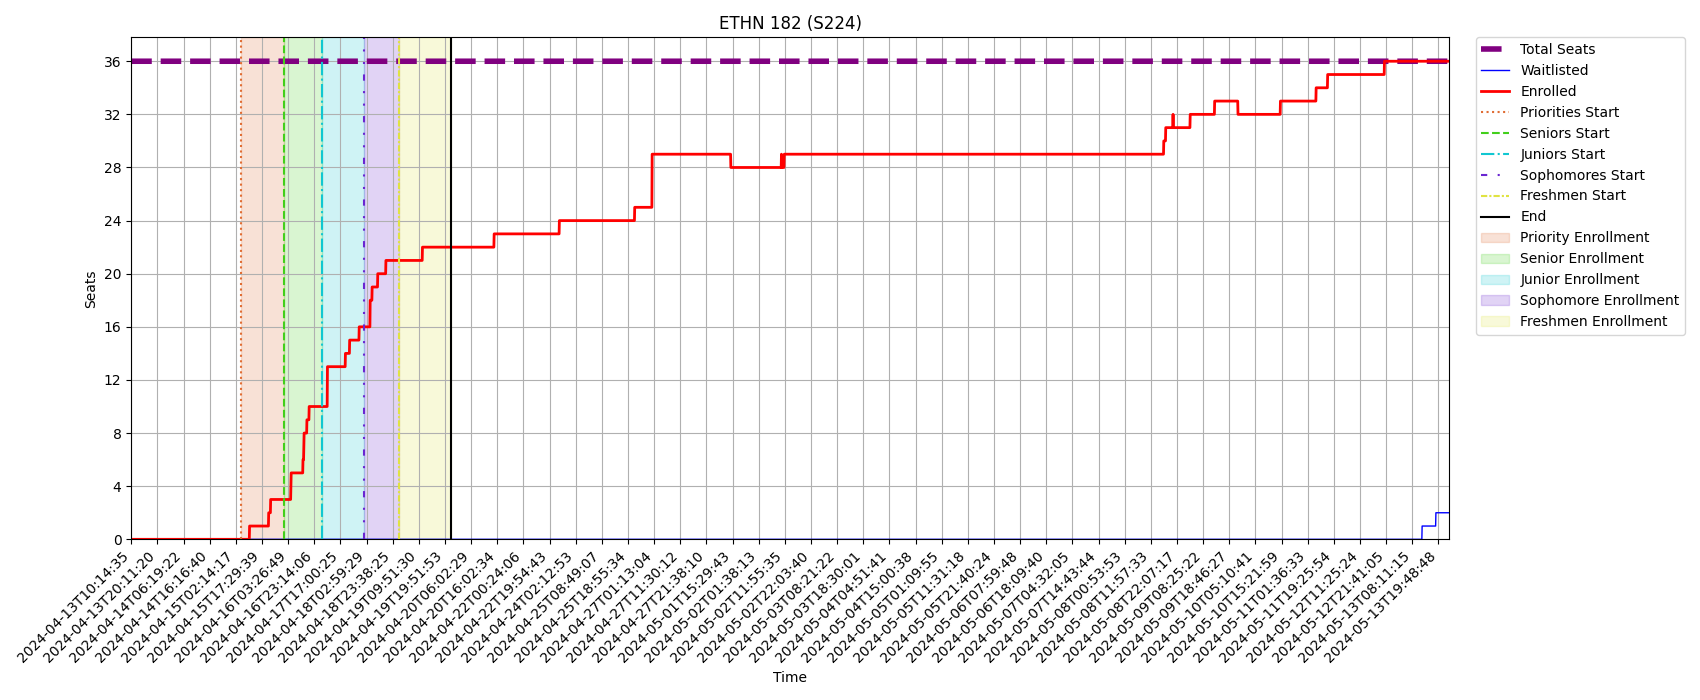 ETHN 182 (S224)
Seats
36
32
28
24
20
16
12
8
4
0
2024-04-13T10:14:35
2024-04-13T20:11:20
2024-04-14T06:19:22
2024-04-14T16:16:40
2024-04-15T02:14:17
2024-04-15T17:29:39
2024-04-16T03:26:49
2024-04-16T23:14:06
2024-04-17T17:00:25
2024-04-18T02:59:29
2024-04-18T23:38:25
2024-04-19T09:51:30
2024-04-19T19:51:53
2024-04-20T06:02:29
2024-04-20T16:02:34
2024-04-22T00:24:06
2024-04-22T19:54:43
2024-04-24T02:12:53
2024-04-25T08:49:07
2024-04-25T18:55:34
2024-04-27T01:13:04
2024-04-27T11:30:12
2024-04-27T21:38:10
2024-05-01T15:29:43
2024-05-02T01:38:13
2024-05-02T11:55:35
2024-05-02T22:03:40
2024-05-03T08:21:22
2024-05-03T18:30:01
2024-05-04T04:51:41
2024-05-04T15:00:38
2024-05-05T01:09:55
2024-05-05T11:31:18
2024-05-05T21:40:24
2024-05-06T07:59:48
2024-05-06T18:09:40
2024-05-07T04:32:05
2024-05-07T14:43:44
2024-05-08T00:53:53
2024-05-08T11:57:33
2024-05-08T22:07:17
2024-05-09T08:25:22
2024-05-09T18:46:27
2024-05-10T05:10:41
2024-05-10T15:21:59
2024-05-11T01:36:33
2024-05-11T19:25:54
2024-05-12T11:25:24
2024-05-12T21:41:05
2024-05-13T08:11:15
2024-05-13T19:48:48
Time
Total Seats
Waitlisted
Enrolled
Priorities Start
Seniors Start
Juniors Start
Sophomores Start
Freshmen Start
End
Priority Enrollment
Senior Enrollment
Junior Enrollment
Sophomore Enrollment
Freshmen Enrollment